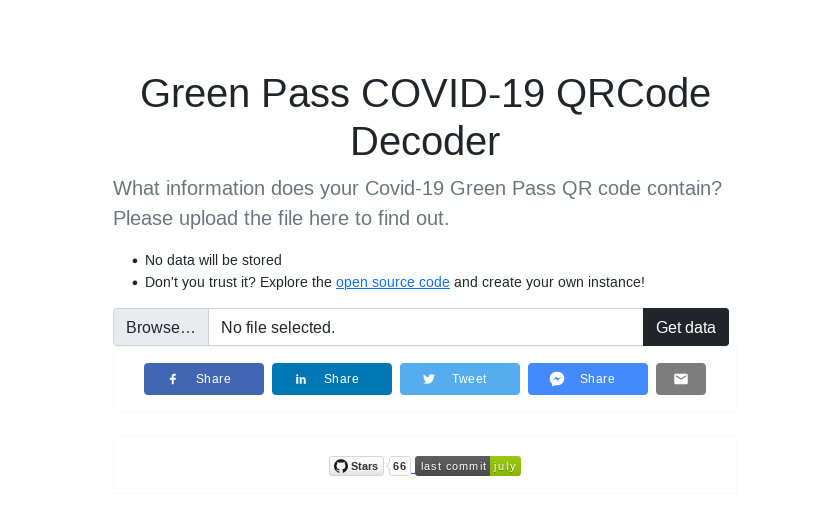 Green Pass COVID-19 QRCode
Decoder
What information does your Covid-19 Green Pass QR code contain?
Please upload the file here to find out.
No data will be stored
Don't you trust it? Explore the open source code and create your own instance!
Browse… No file selected. Get data
Share Share Tweet Share
Stars 66 last commit july